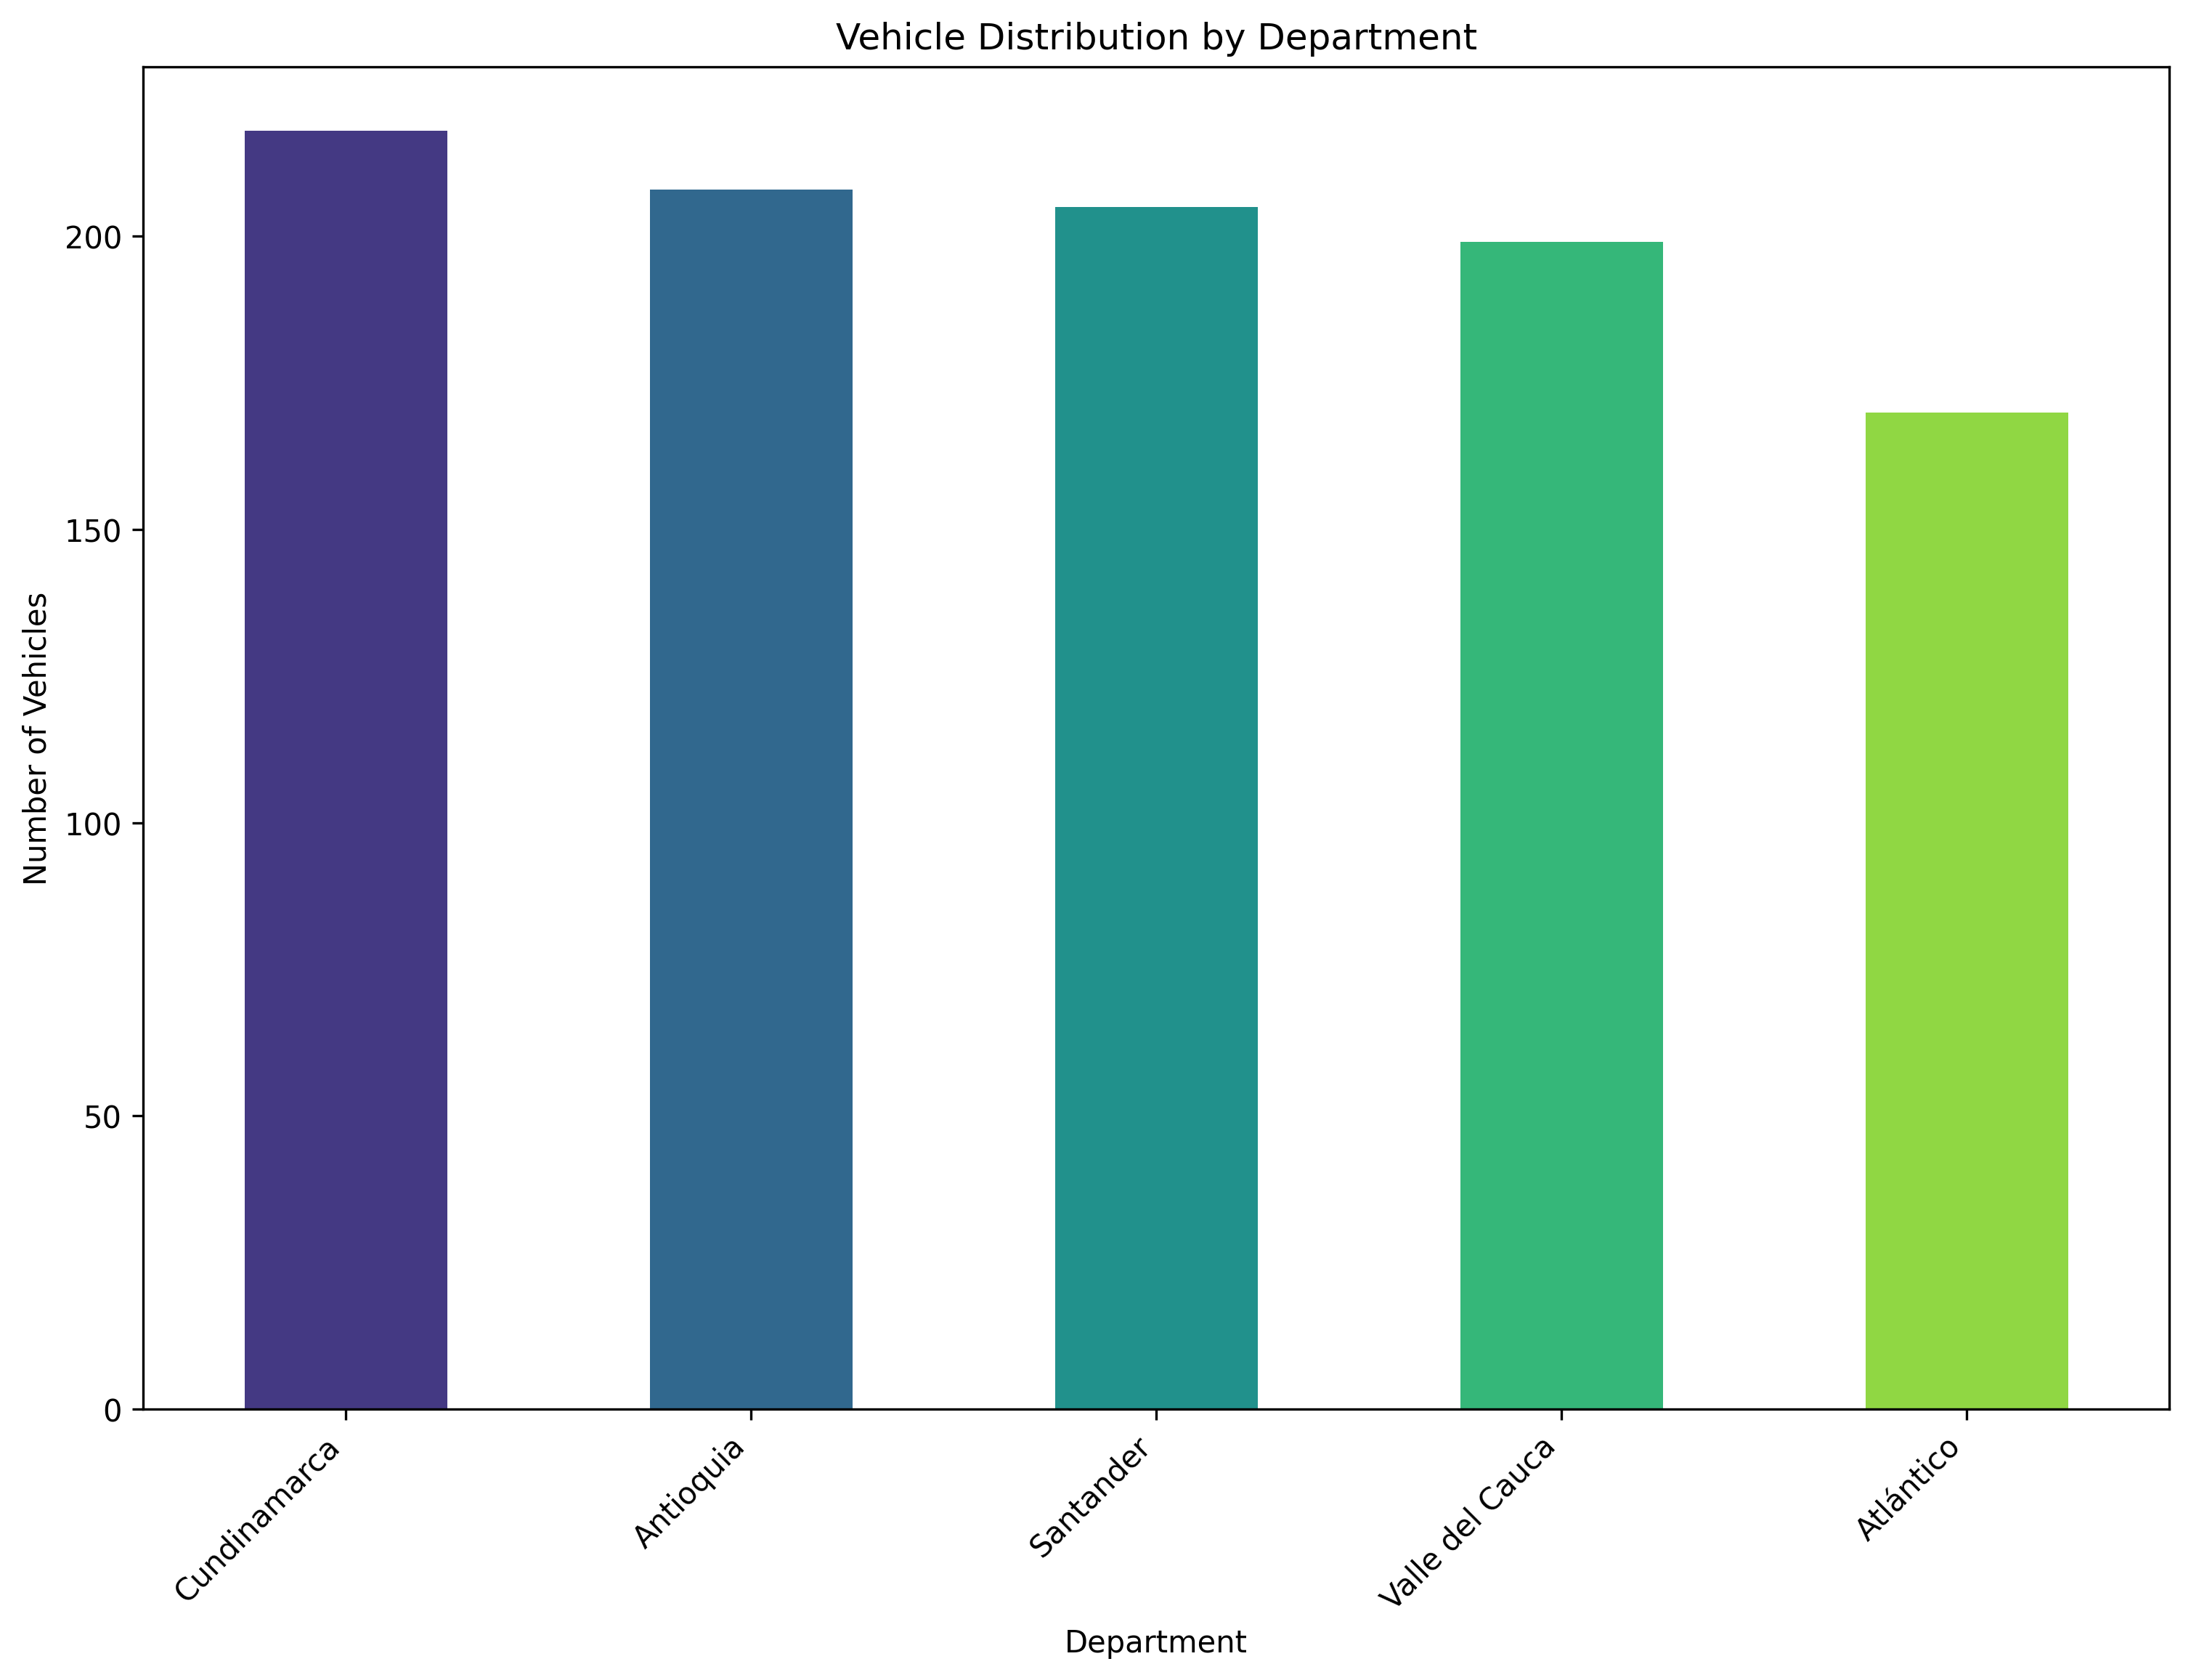 Vehicle Distribution by Department
Number of Vehicles
200
150
100
50
0
Cundinamarca
Antioquia
Santander
Valle del Cauca
Atlántico
Department